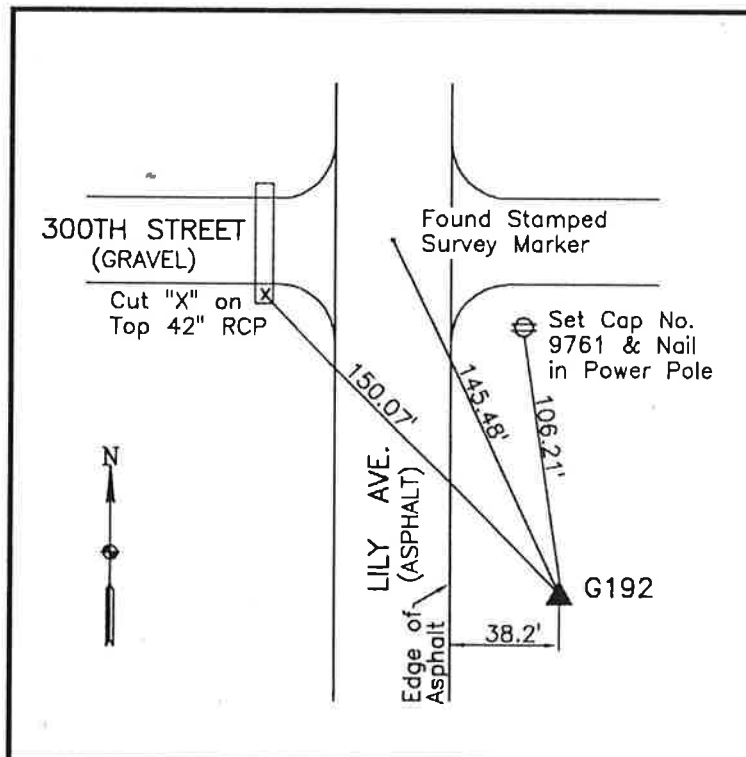 300TH STREET
(GRAVEL)
Cut "X" on
Top 42" RCP
X
Found Stamped
Survey Marker
Set Cap No.
9761 & Nail
in Power Pole
150.07'
145.48'
106.21'
N
LILY AVE.
(ASPHALT)
Edge of
Asphalt
38.2'
G192